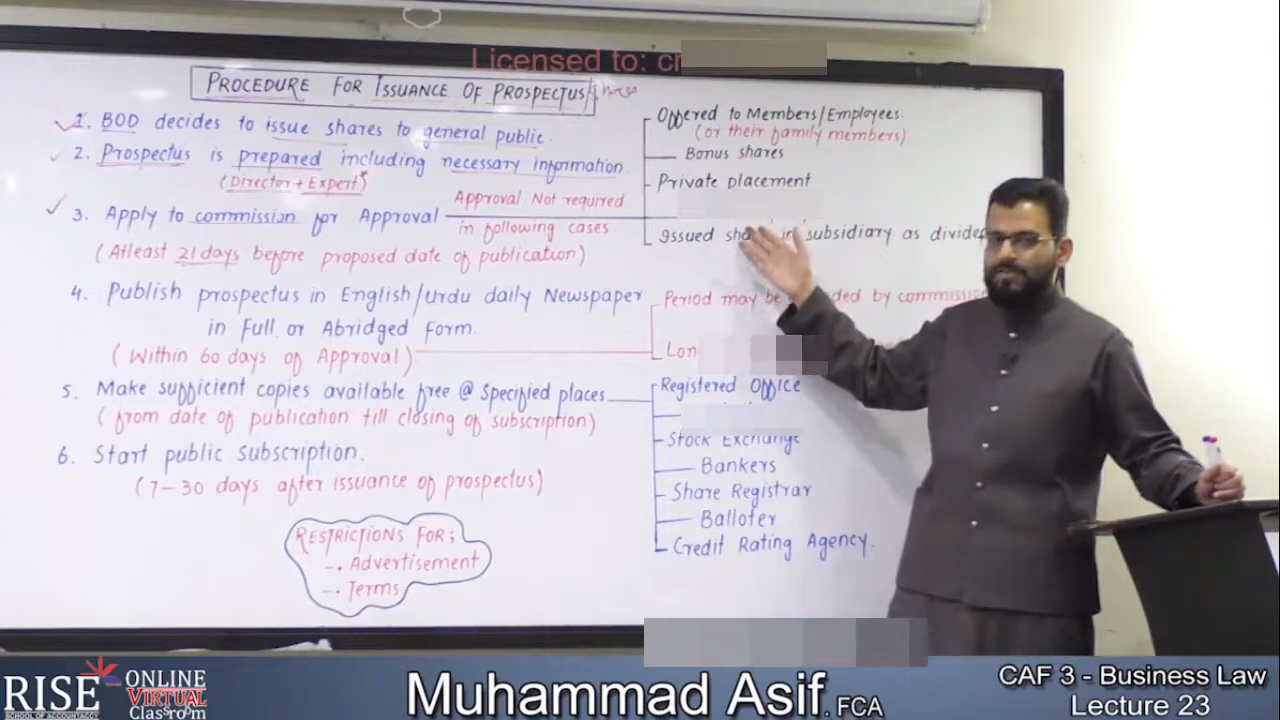 Licensed to: cr
PROCEDURE FOR ISSUANCE OF PROSPECTUS/Shares
1. BOD decides to issue shares to general public.
2. Prospectus is prepared including necessary information
(Director + Expert)
3. Apply to commission for Approval
(Atleast 21 days before proposed date of publication)
Approval Not required
in following cases
Offered to Members/Employees.
(or their family members)
Bonus shares
Private placement
Issued in subsidiary as
4. Publish prospectus in English/Urdu daily Newspaper
in Full or Abridged Form.
(Within 60 days of Approval)
Period may be by
Lon
5. Make sufficient copies available free @ Specified places
(from date of publication till closing of subscription)
Registered Office
Stock Exchange
Bankers
Share Registrar
Balloter
Credit Rating Agency.
6. Start public subscription.
(7-30 days after issuance of prospectus)
RESTRICTIONS FOR;
-. Advertisement
-. Terms
RISE
SCHOOL OF ACCOUNTANCY
ONLINE
VIRTUAL
Classroom
Muhammad Asif. FCA
CAF 3 - Business Law
Lecture 23